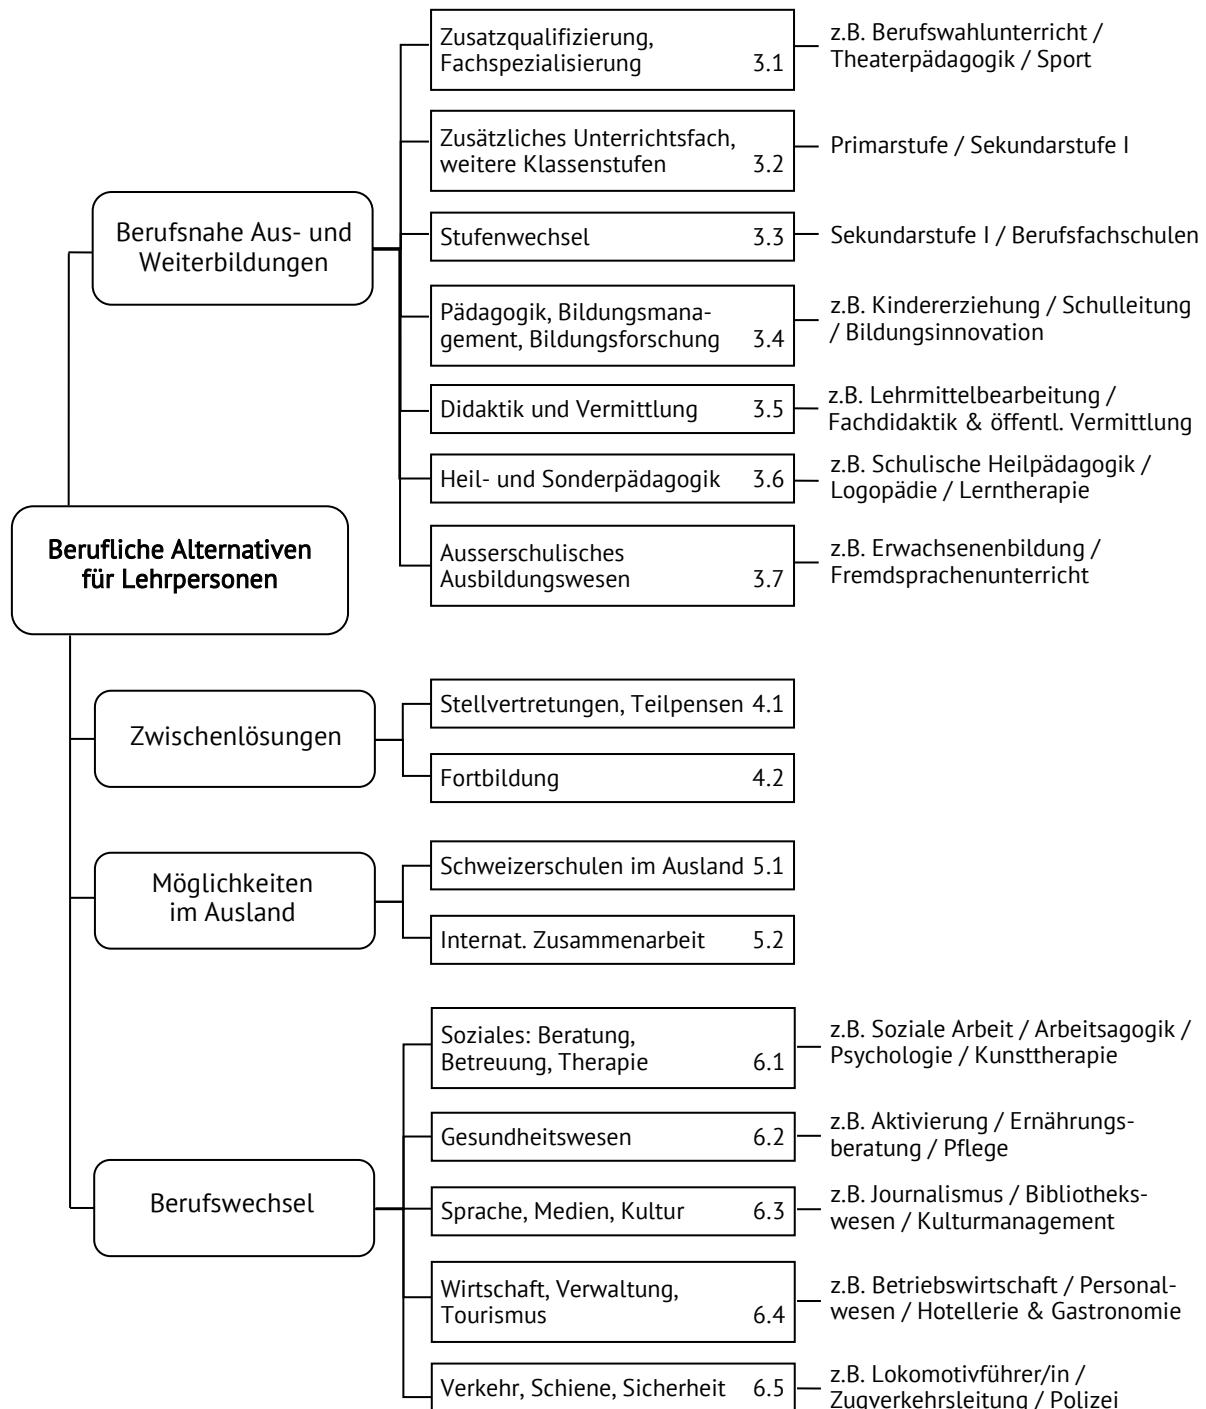 Berufliche Alternativen
für Lehrpersonen
Berufsnahe Aus- und
Weiterbildungen
Zusatzqualifizierung,
Fachspezialisierung 3.1
z.B. Berufswahlunterricht /
Theaterpädagogik / Sport
Zusätzliches Unterrichtsfach,
weitere Klassenstufen 3.2
Primarstufe / Sekundarstufe I
Stufenwechsel 3.3
Sekundarstufe I / Berufsfachschulen
Pädagogik, Bildungsmana-
gement, Bildungsforschung 3.4
z.B. Kindererziehung / Schulleitung
/ Bildungsinnovation
Didaktik und Vermittlung 3.5
z.B. Lehrmittelbearbeitung /
Fachdidaktik & öffentl. Vermittlung
Heil- und Sonderpädagogik 3.6
z.B. Schulische Heilpädagogik /
Logopädie / Lerntherapie
Ausserschulisches
Ausbildungswesen 3.7
z.B. Erwachsenenbildung /
Fremdsprachenunterricht
Zwischenlösungen
Stellvertretungen, Teilpensen 4.1
Fortbildung 4.2
Möglichkeiten
im Ausland
Schweizerschulen im Ausland 5.1
Internat. Zusammenarbeit 5.2
Berufswechsel
Soziales: Beratung,
Betreuung, Therapie 6.1
z.B. Soziale Arbeit / Arbeitsagogik /
Psychologie / Kunsttherapie
Gesundheitswesen 6.2
z.B. Aktivierung / Ernährungs-
beratung / Pflege
Sprache, Medien, Kultur 6.3
z.B. Journalismus / Bibliotheks-
wesen / Kulturmanagement
Wirtschaft, Verwaltung,
Tourismus 6.4
z.B. Betriebswirtschaft / Personal-
wesen / Hotellerie & Gastronomie
Verkehr, Schiene, Sicherheit 6.5
z.B. Lokomotivführer/in /
Zugverkehrsleitung / Polizei